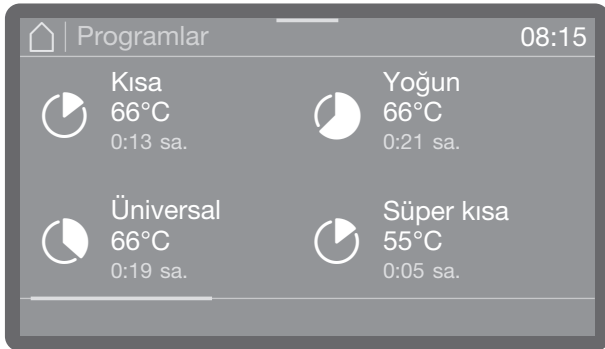 Programlar
08:15
Kısa
66°C
0:13 sa.
Yoğun
66°C
0:21 sa.
Üniversal
66°C
0:19 sa.
Süper kısa
55°C
0:05 sa.